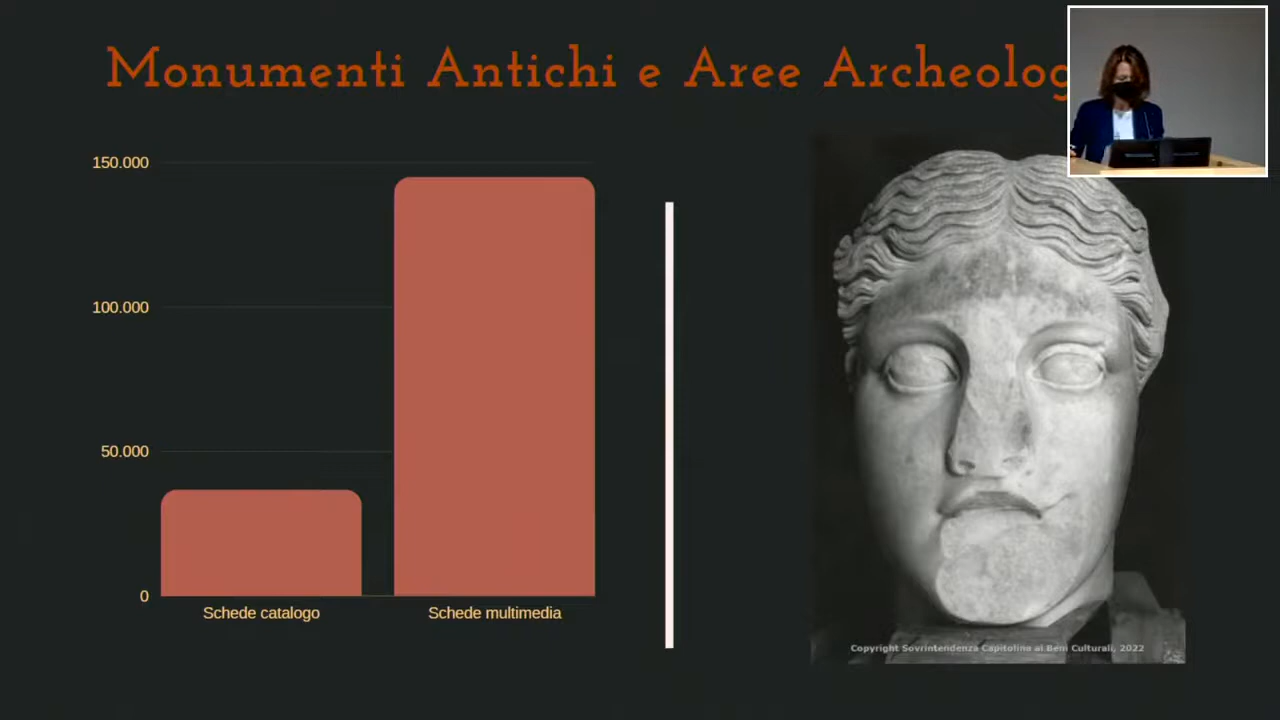 Monumenti Antichi e Aree Archeolog
150.000
100.000
50.000
0
Schede catalogo
Schede multimedia
Copyright Sovrintendenza Capitolina ai Beni Culturali, 2022